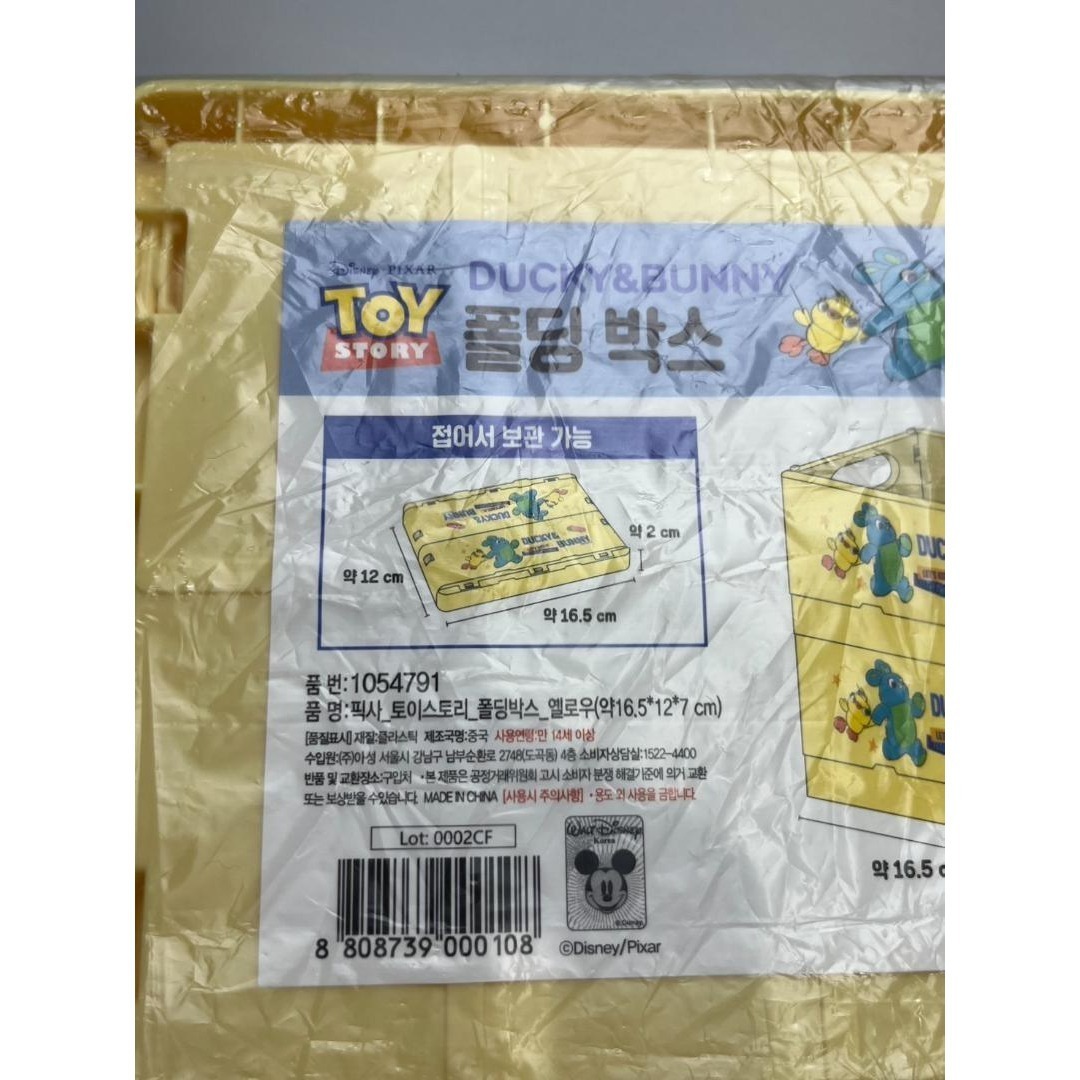 Disney · PIXAR
TOY
STORY
DUCKY&BUNNY
폴딩 박스
접어서 보관 가능
DUCKY&
BUNNY
DUCKY&
BUNNY
약 2 cm
약 12 cm
약 16.5 cm
DUC
D
약 16.5 c
품 번:1054791
품 명:픽사_토이스토리_폴딩박스_옐로우(약16.5*12*7 cm)
[품질표시] 재질:플라스틱 제조국명:중국 사용연령:만 14세 이상
수입원:(주)아성 서울시 강남구 남부순환로 2748(도곡동) 4층 소비자상담실:1522-4400
반품 및 교환장소:구입처 •본 제품은 공정거래위원회 고시 소비자 분쟁 해결기준에 의거 교환
또는 보상받을 수있습니다. MADE IN CHINA [사용시 주의사항] •용도 외 사용을 금합니다.
Lot: 0002CF
8 808739 000108
WALT DISNEY
Korea
©Disney
©Disney/Pixar